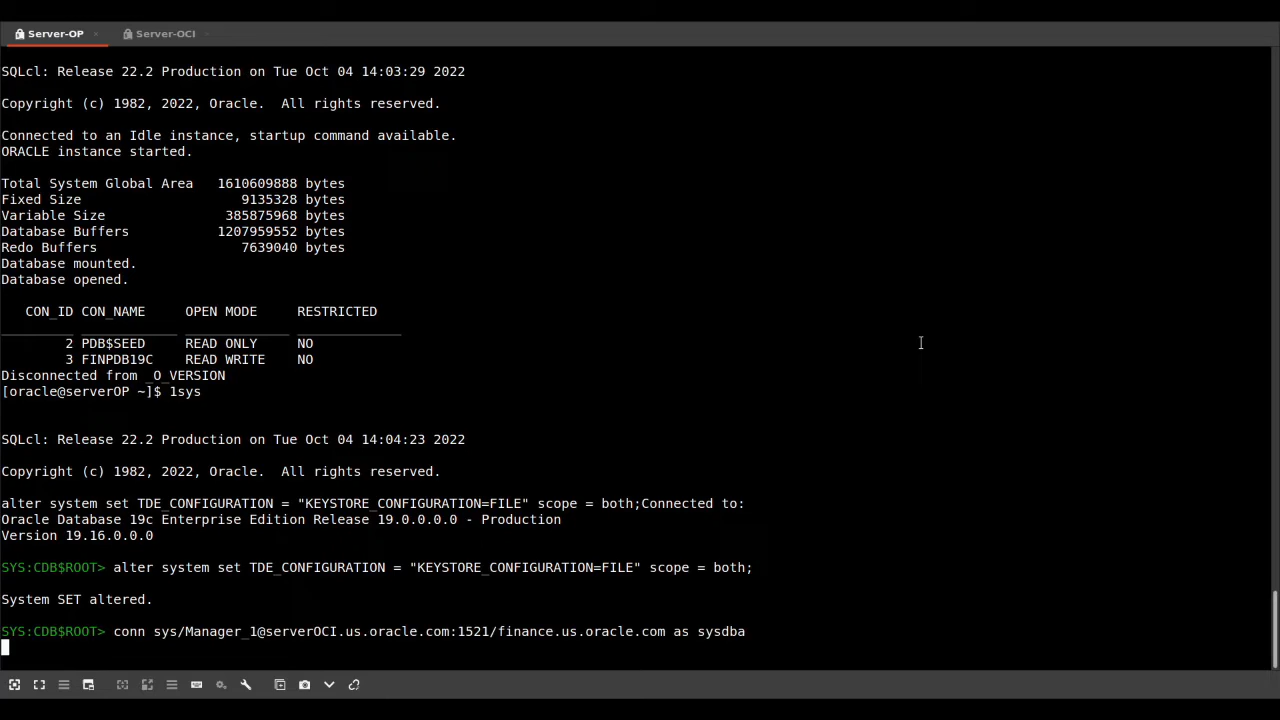 Server-OP × Server-OCI
SQLcl: Release 22.2 Production on Tue Oct 04 14:03:29 2022
Copyright (c) 1982, 2022, Oracle.  All rights reserved.
Connected to an Idle instance, startup command available.
ORACLE instance started.
Total System Global Area   1610609888 bytes
Fixed Size                    9135328 bytes
Variable Size               385875968 bytes
Database Buffers           1207959552 bytes
Redo Buffers                  7639040 bytes
Database mounted.
Database opened.
   CON_ID CON_NAME     OPEN MODE     RESTRICTED
        2 PDB$SEED     READ ONLY     NO
        3 FINPDB19C    READ WRITE    NO
Disconnected from _O_VERSION
[oracle@serverOP ~]$ 1sys
SQLcl: Release 22.2 Production on Tue Oct 04 14:04:23 2022
Copyright (c) 1982, 2022, Oracle.  All rights reserved.
alter system set TDE_CONFIGURATION = "KEYSTORE_CONFIGURATION=FILE" scope = both;Connected to:
Oracle Database 19c Enterprise Edition Release 19.0.0.0.0 - Production
Version 19.16.0.0.0
SYS:CDB$ROOT> alter system set TDE_CONFIGURATION = "KEYSTORE_CONFIGURATION=FILE" scope = both;
System SET altered.
SYS:CDB$ROOT> conn sys/Manager_1@serverOCI.us.oracle.com:1521/finance.us.oracle.com as sysdba